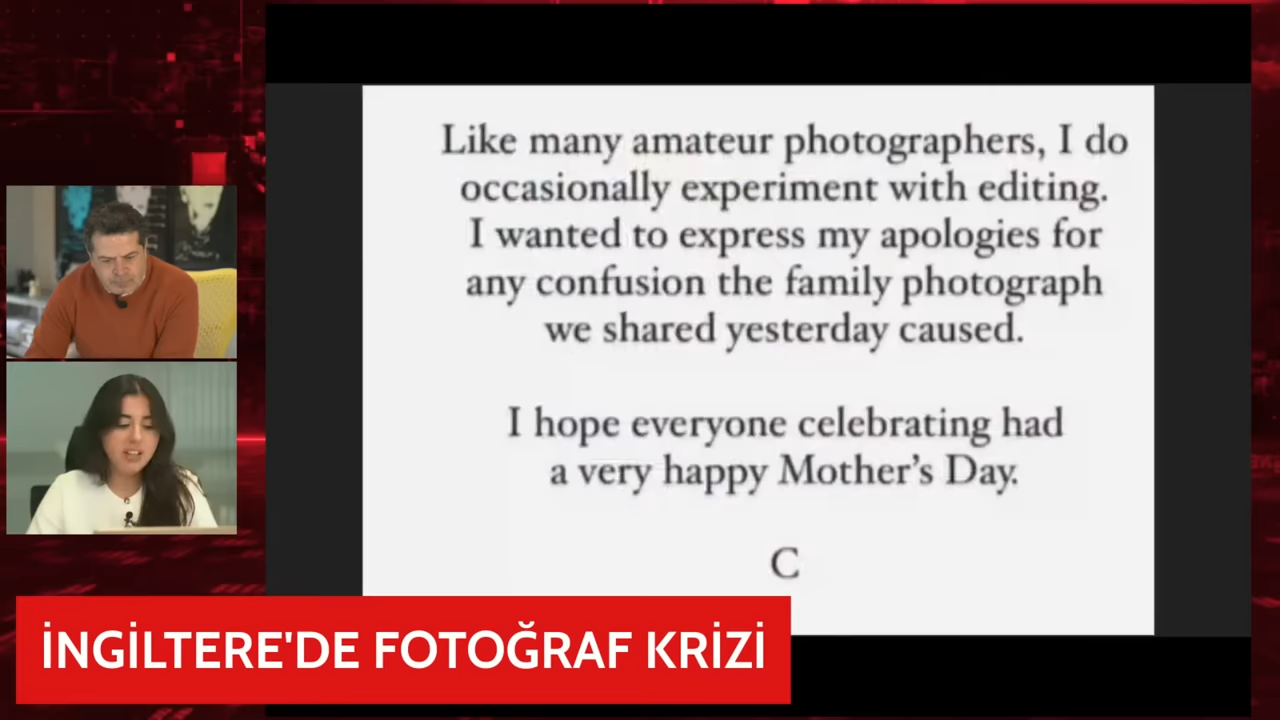 Like many amateur photographers, I do
occasionally experiment with editing.
I wanted to express my apologies for
any confusion the family photograph
we shared yesterday caused.
I hope everyone celebrating had
a very happy Mother's Day.
C
İNGİLTERE'DE FOTOĞRAF KRİZİ